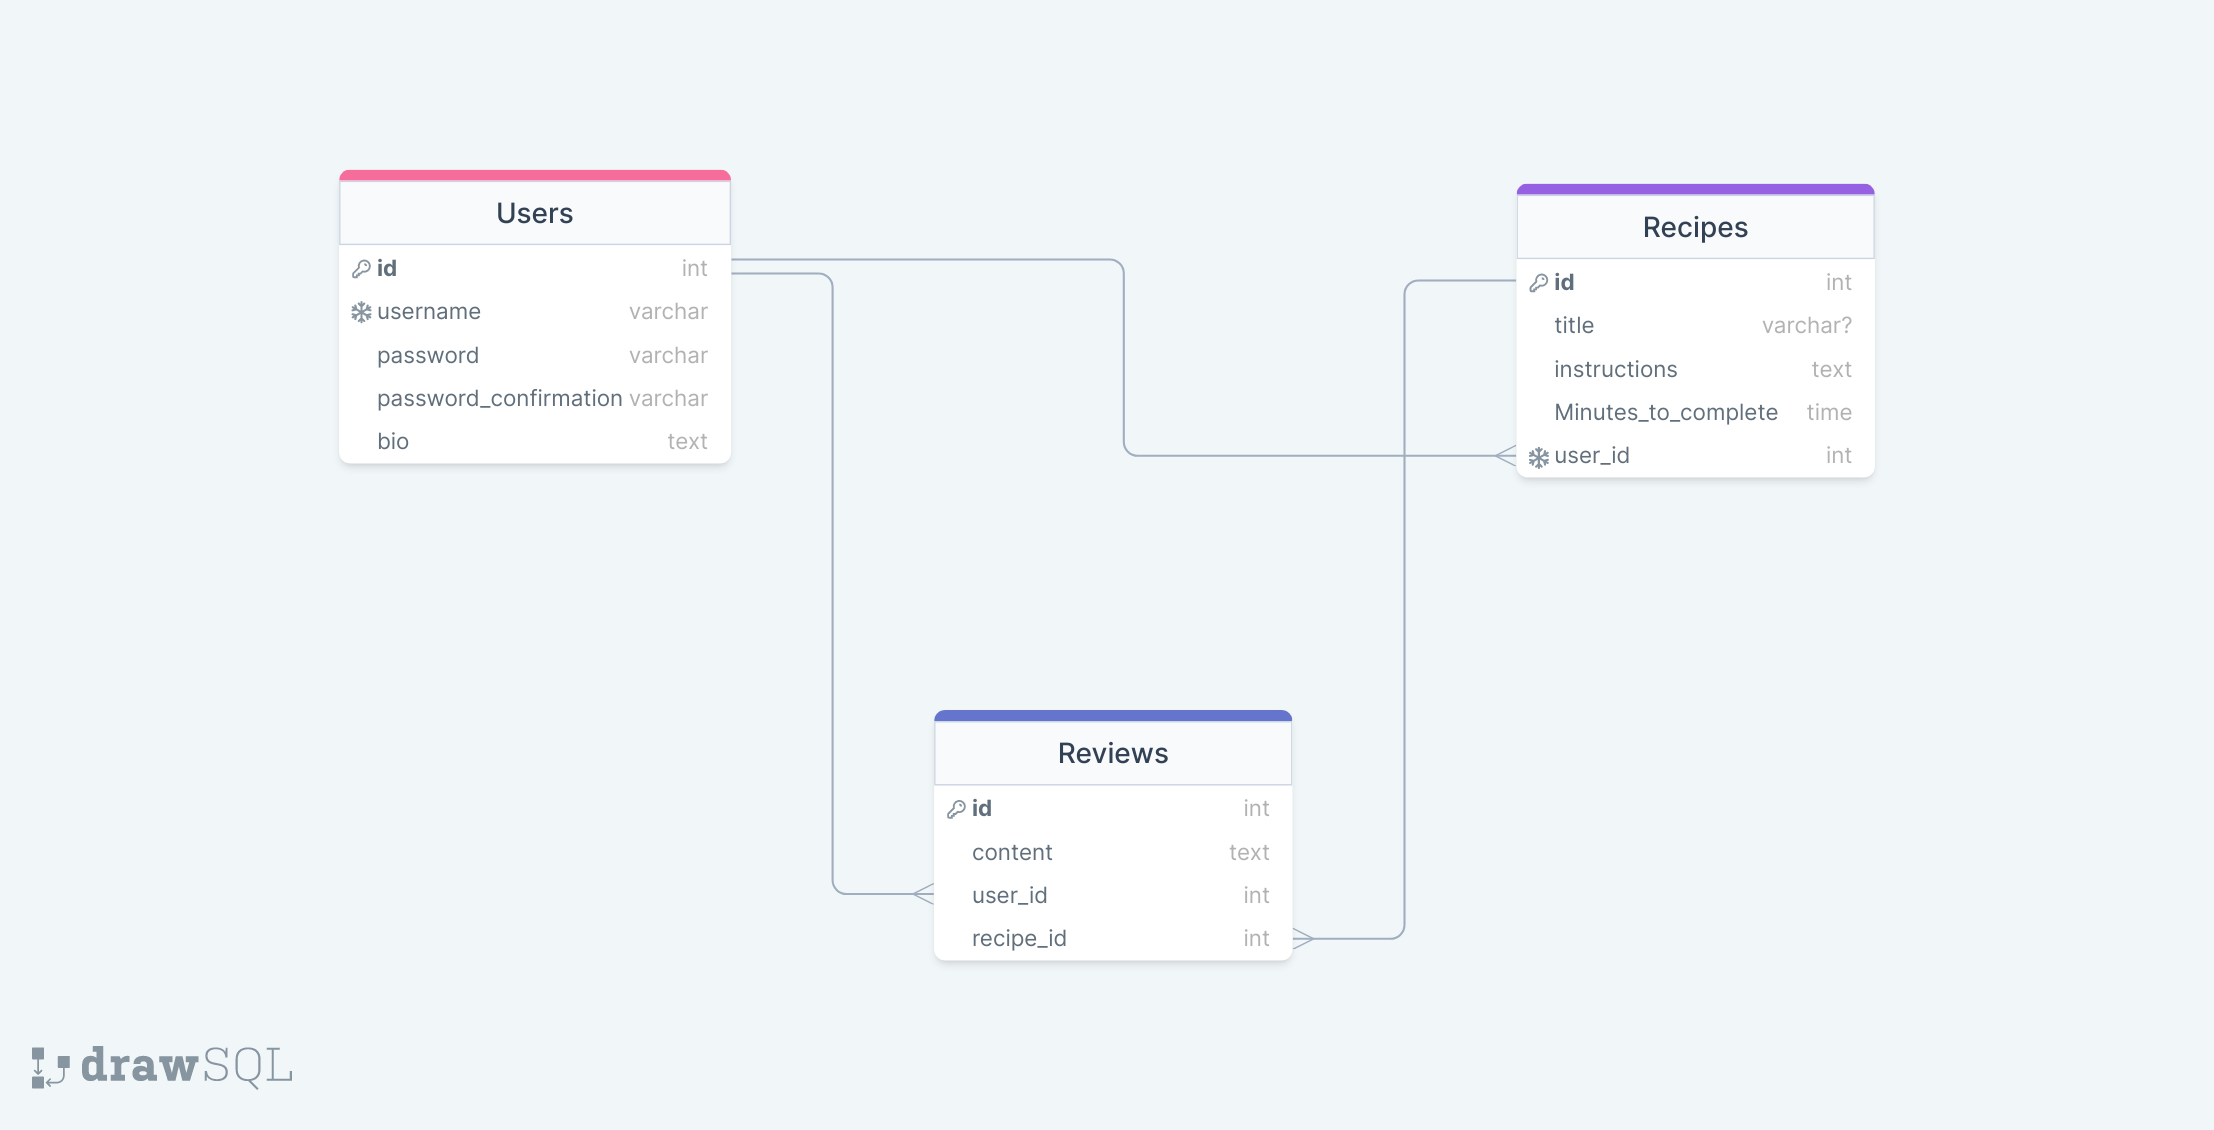 Users
id int
username varchar
password varchar
password_confirmation varchar
bio text
Recipes
id int
title varchar?
instructions text
Minutes_to_complete time
user_id int
Reviews
id int
content text
user_id int
recipe_id int
drawSQL